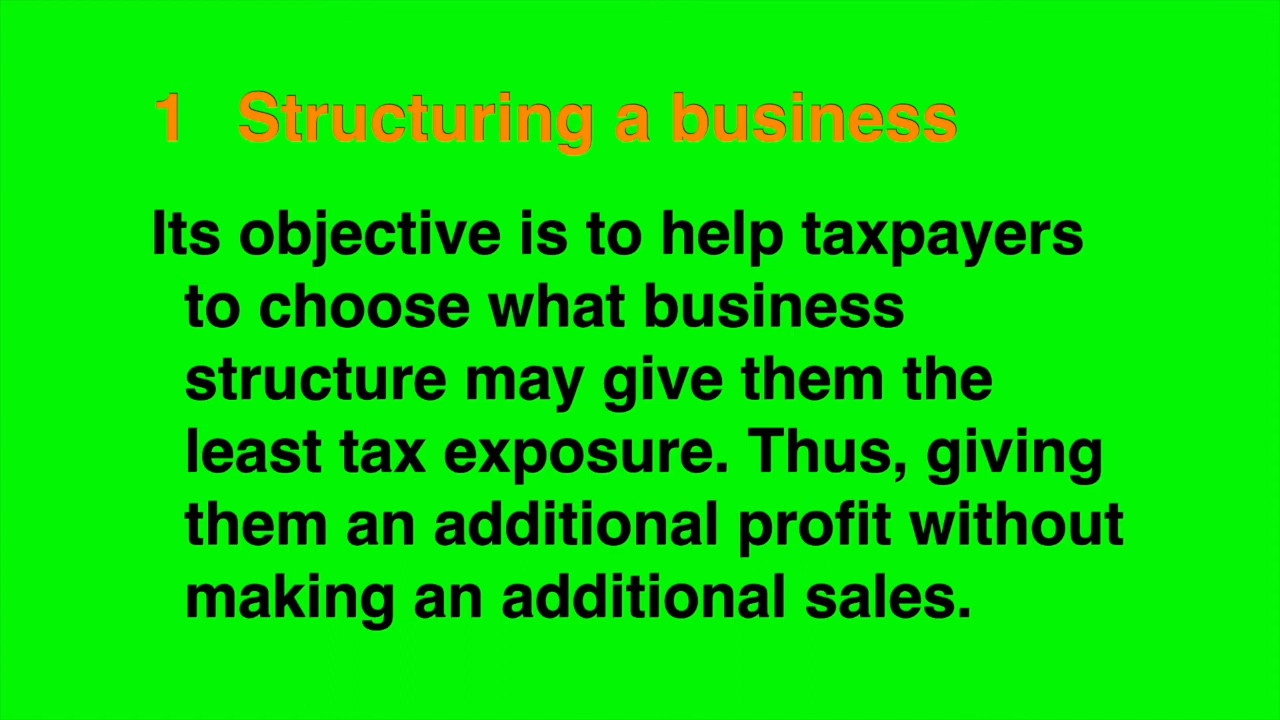 1 Structuring a business
Its objective is to help taxpayers
to choose what business
structure may give them the
least tax exposure. Thus, giving
them an additional profit without
making an additional sales.